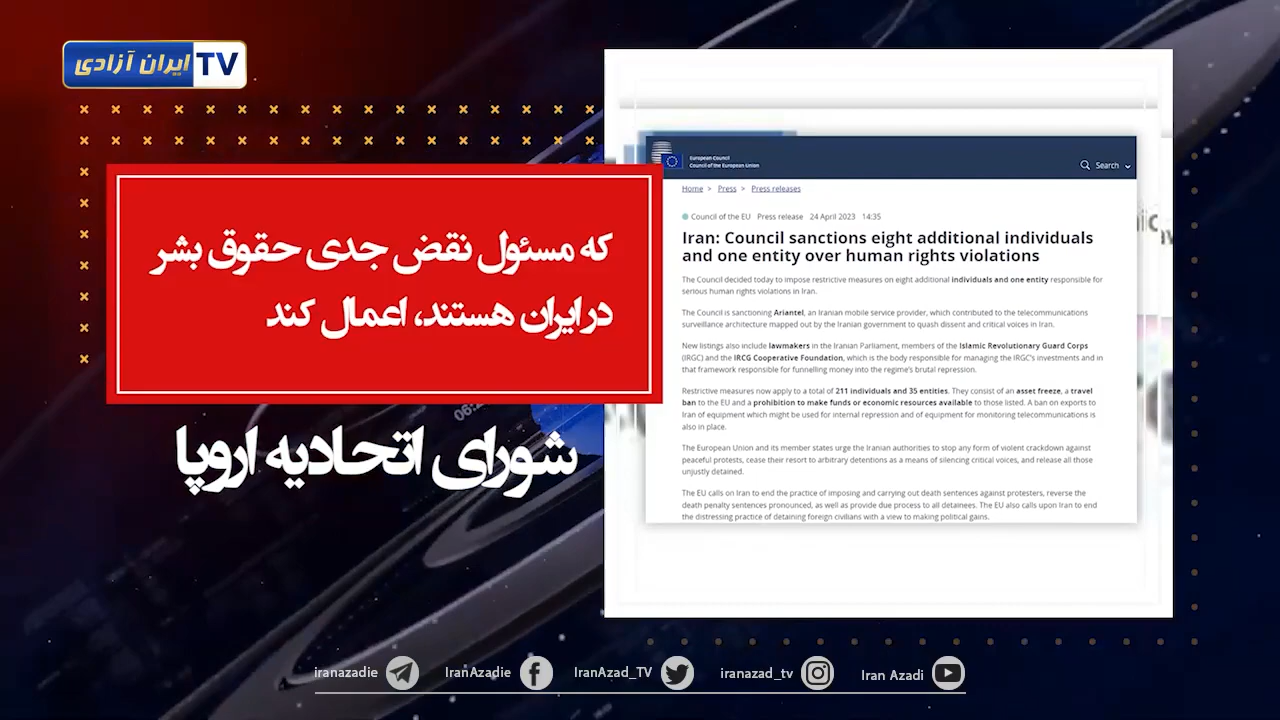 ایران آزادی TV
که مسئول نقض جدی حقوق بشر
در ایران هستند، اعمال کند
شورای اتحادیه اروپا
European Council
Council of the European Union
Search
Home > Press > Press releases
Council of the EU Press release 24 April 2023 14:35
Iran: Council sanctions eight additional individuals
and one entity over human rights violations
The Council decided today to impose restrictive measures on eight additional individuals and one entity responsible for
serious human rights violations in Iran.
The Council is sanctioning Ariantel, an Iranian mobile service provider, which contributed to the telecommunications
surveillance architecture mapped out by the Iranian government to quash dissent and critical voices in Iran.
New listings also include lawmakers in the Iranian Parliament, members of the Islamic Revolutionary Guard Corps
(IRGC) and the IRCG Cooperative Foundation, which is the body responsible for managing the IRGC's investments and in
that framework responsible for funnelling money into the regime's brutal repression.
Restrictive measures now apply to a total of 211 individuals and 35 entities. They consist of an asset freeze, a travel
ban to the EU and a prohibition to make funds or economic resources available to those listed. A ban on exports to
Iran of equipment which might be used for internal repression and of equipment for monitoring telecommunications is
also in place.
The European Union and its member states urge the Iranian authorities to stop any form of violent crackdown against
peaceful protests, cease their resort to arbitrary detentions as a means of silencing critical voices, and release all those
unjustly detained.
The EU calls on Iran to end the practice of imposing and carrying out death sentences against protesters, reverse the
death penalty sentences pronounced, as well as provide due process to all detainees. The EU also calls upon Iran to end
the distressing practice of detaining foreign civilians with a view to making political gains.
iranazadie IranAzadie IranAzad_TV iranazad_tv Iran Azadi